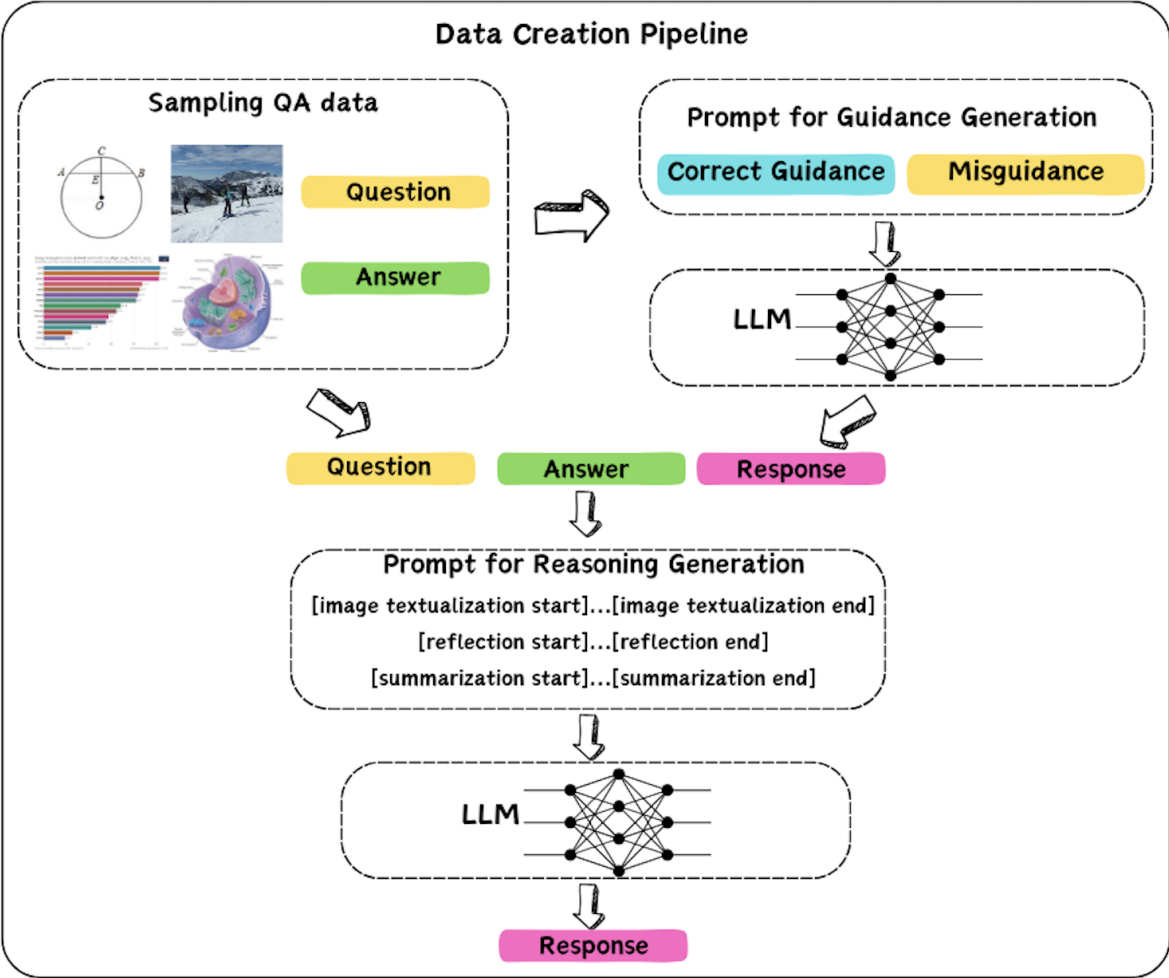 Data Creation Pipeline
Sampling QA data
C
A
B
E
O
Question
Answer
Prompt for Guidance Generation
Correct Guidance
Misguidance
LLM
Question
Answer
Response
Prompt for Reasoning Generation
[image textualization start]...[image textualization end]
[reflection start]...[reflection end]
[summarization start]...[summarization end]
LLM
Response